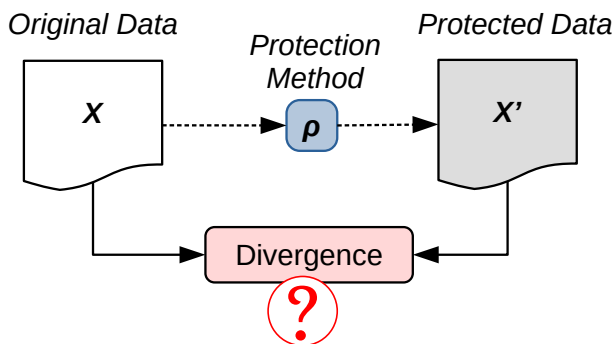 Original Data
Protection
Method
Protected Data
X
ρ
X'
Divergence
?